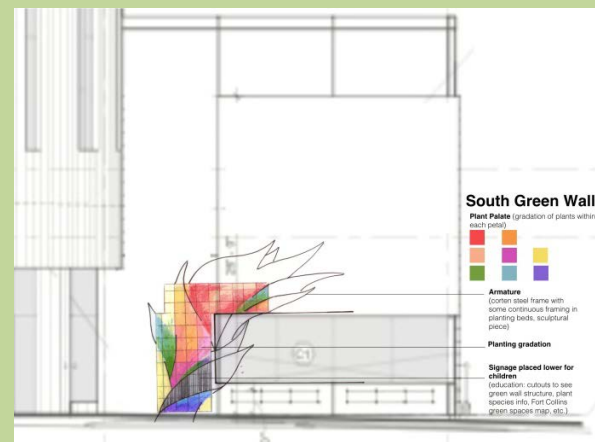 South Green Wall
Plant Palate (gradation of plants within
each petal)
Armature
(corten steel frame with
some continuous framing in
planting beds, sculptural
piece)
Planting gradation
Signage placed lower for
children
(education: cutouts to see
green wall structure, plant
species info, Fort Collins
green spaces map, etc.)